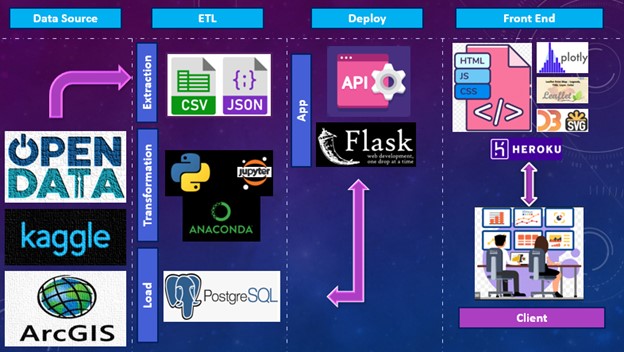 Data Source
ETL
Deploy
Front End
OPEN
DATA
kaggle
ArcGIS
Extraction
CSV
JSON
Transformation
jupyter
ANACONDA
Load
PostgreSQL
App
API
Flask
web development,
one drop at a time
HTML
JS
CSS
</>
plotly
Leaflet
D3
SVG
HEROKU
Client